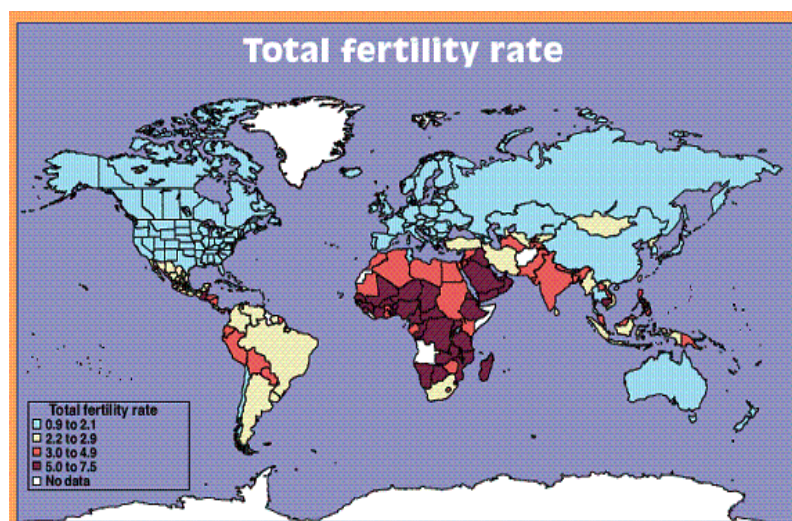 Total fertility rate
Total fertility rate
0.9 to 2.1
2.2 to 2.9
3.0 to 4.9
5.0 to 7.5
No data